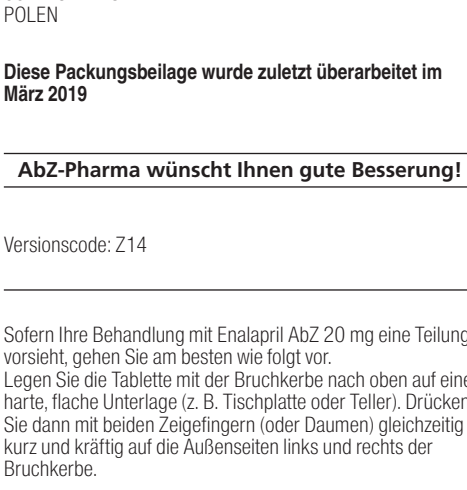 POLEN
Diese Packungsbeilage wurde zuletzt überarbeitet im
März 2019
AbZ-Pharma wünscht Ihnen gute Besserung!
Versionscode: Z14
Sofern Ihre Behandlung mit Enalapril AbZ 20 mg eine Teilung
vorsieht, gehen Sie am besten wie folgt vor.
Legen Sie die Tablette mit der Bruchkerbe nach oben auf eine
harte, flache Unterlage (z. B. Tischplatte oder Teller). Drücken
Sie dann mit beiden Zeigefingern (oder Daumen) gleichzeitig
kurz und kräftig auf die Außenseiten links und rechts der
Bruchkerbe.